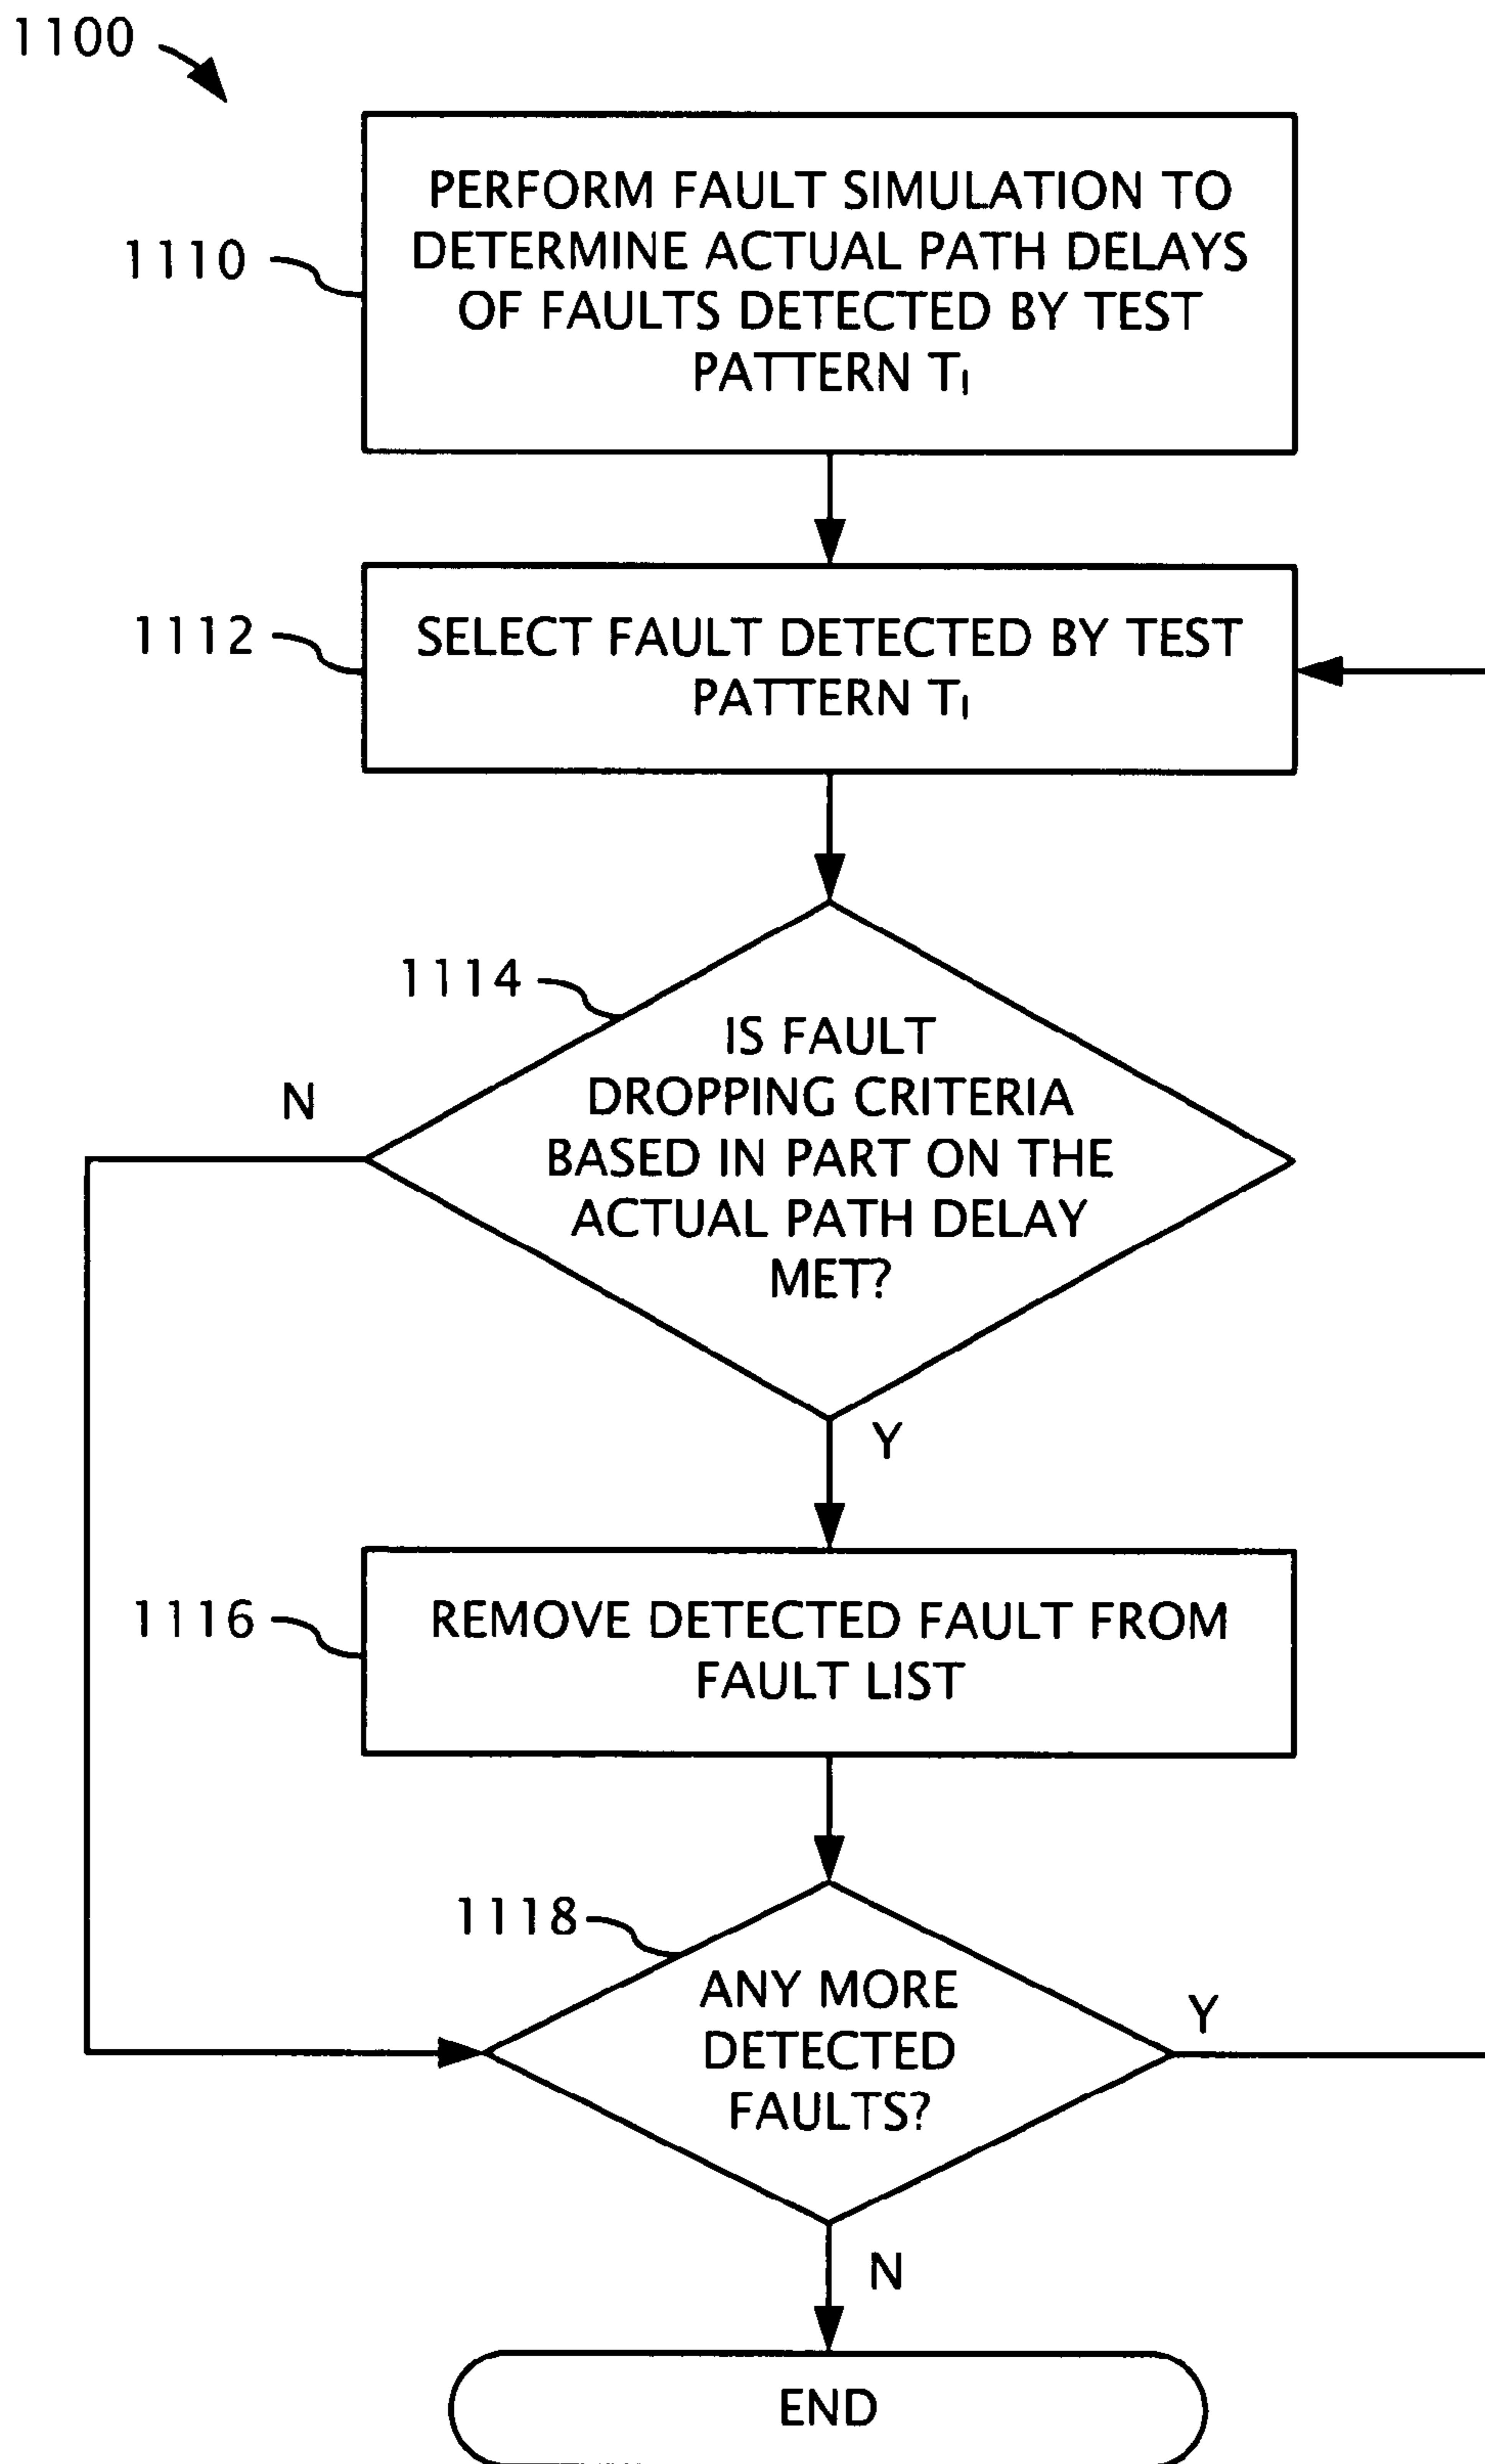 1100
1110
PERFORM FAULT SIMULATION TO
DETERMINE ACTUAL PATH DELAYS
OF FAULTS DETECTED BY TEST
PATTERN TI
1112
SELECT FAULT DETECTED BY TEST
PATTERN TI
1114
IS FAULT
DROPPING CRITERIA
BASED IN PART ON THE
ACTUAL PATH DELAY
MET?
N
Y
1116
REMOVE DETECTED FAULT FROM
FAULT LIST
1118
ANY MORE
DETECTED
FAULTS?
Y
N
END